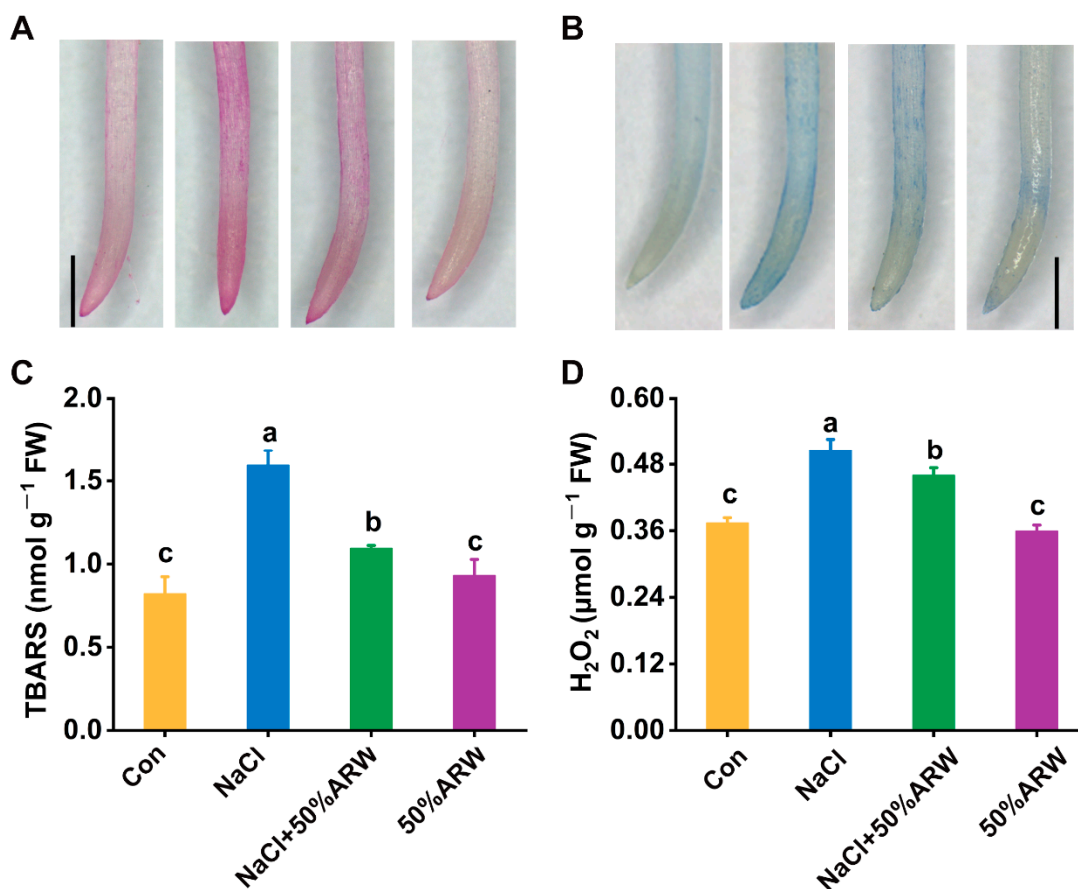 A
B
C
TBARS (nmol g⁻¹ FW)
2.0
1.5
1.0
0.5
0.0
c
a
b
c
Con
NaCl
NaCl+50%ARW
50%ARW
D
H₂O₂ (μmol g⁻¹ FW)
0.60
0.48
0.36
0.24
0.12
0.00
c
a
b
c
Con
NaCl
NaCl+50%ARW
50%ARW